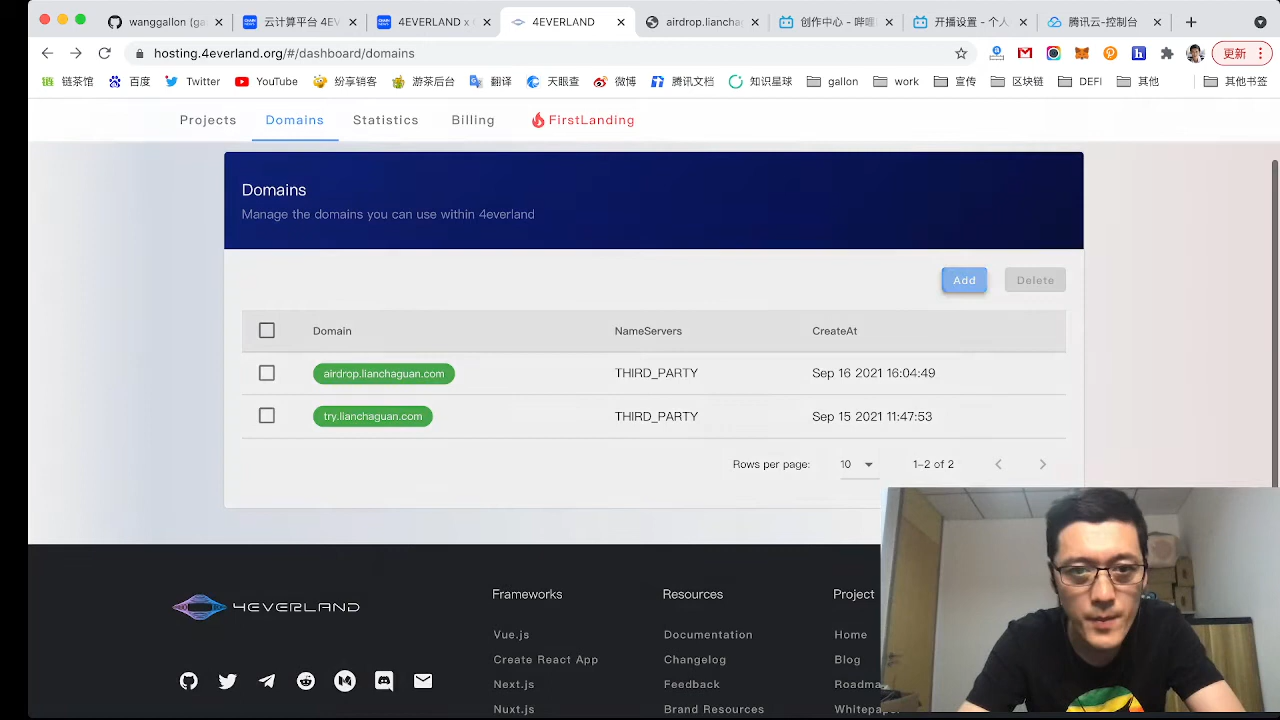 wanggallon (ga
云计算平台 4EV
4EVERLAND x
4EVERLAND
airdrop.liancha
创作中心 - 哔哩
开播设置 - 个人
腾讯云-控制台
hosting.4everland.org/#/dashboard/domains
更新
链茶馆
百度
Twitter
YouTube
纷享销客
游茶后台
翻译
天眼查
微博
腾讯文档
知识星球
gallon
work
宣传
区块链
DEFI
其他
其他书签
Projects
Domains
Statistics
Billing
FirstLanding
Domains
Manage the domains you can use within 4everland
Add
Delete
Domain
NameServers
CreateAt
airdrop.lianchaguan.com
THIRD_PARTY
Sep 16 2021 16:04:49
try.lianchaguan.com
THIRD_PARTY
Sep 15 2021 11:47:53
Rows per page:
10
1-2 of 2
4EVERLAND
Frameworks
Resources
Project
Vue.js
Documentation
Home
Create React App
Changelog
Blog
Next.js
Feedback
Roadma
Nuxt.js
Brand Resources
Whitepaper